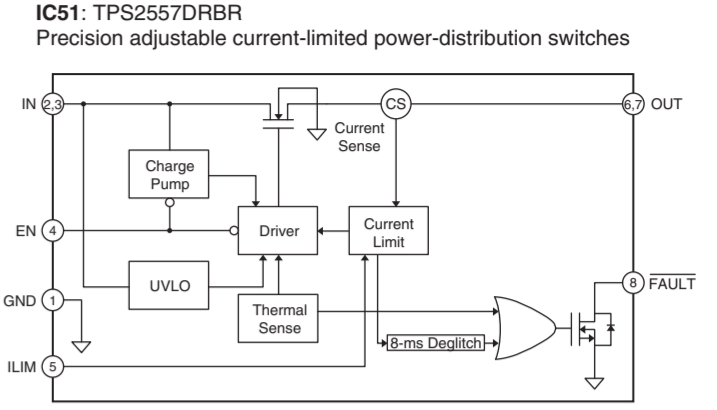 IC51: TPS2557DRBR
Precision adjustable current-limited power-distribution switches
IN 2,3
CS
6,7 OUT
Current
Sense
Charge
Pump
EN 4
Driver
Current
Limit
UVLO
8 FAULT
GND 1
Thermal
Sense
8-ms Deglitch
ILIM 5